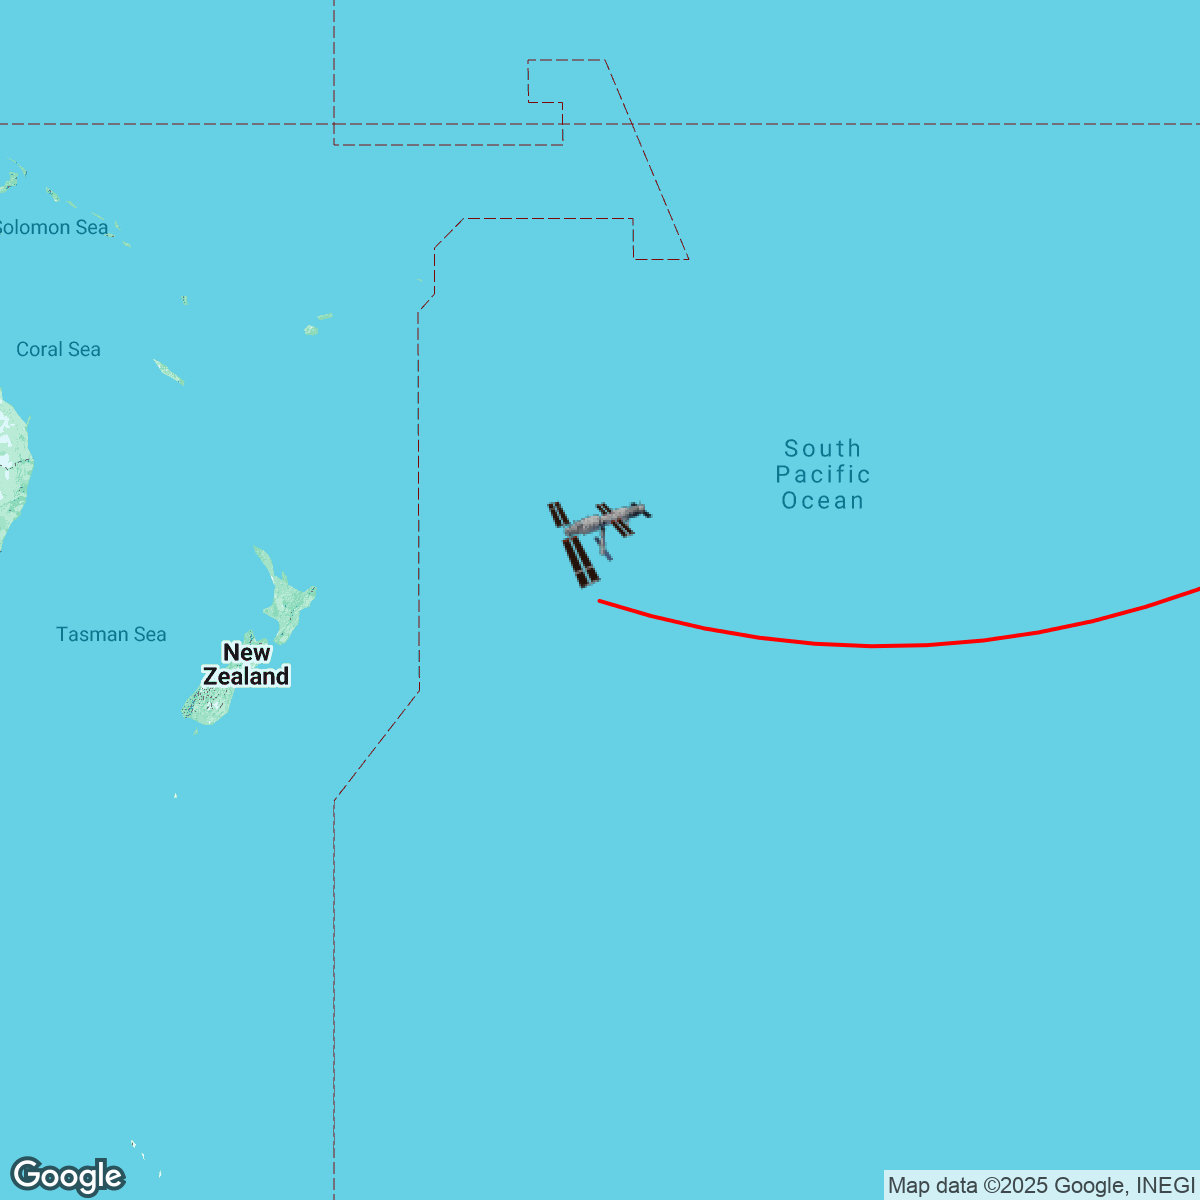 Solomon Sea
Coral Sea
South
Pacific
Ocean
Tasman Sea
New
Zealand
Google
Map data ©2025 Google, INEGI